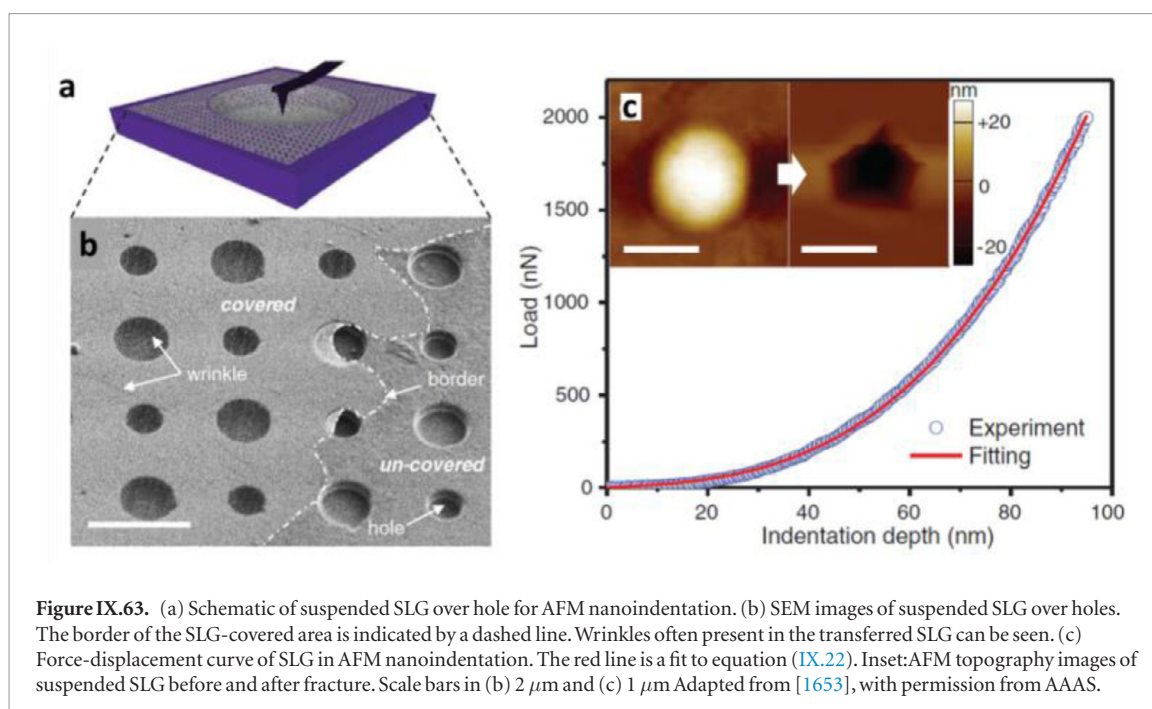 a
b
covered
wrinkle
border
un-covered
hole
c
nm
+20
0
-20
2000
1500
1000
500
0
Load (nN)
Experiment
Fitting
0 20 40 60 80 100
Indentation depth (nm)
Figure IX.63. (a) Schematic of suspended SLG over hole for AFM nanoindentation. (b) SEM images of suspended SLG over holes.
The border of the SLG-covered area is indicated by a dashed line. Wrinkles often present in the transferred SLG can be seen. (c)
Force-displacement curve of SLG in AFM nanoindentation. The red line is a fit to equation (IX.22). Inset:AFM topography images of
suspended SLG before and after fracture. Scale bars in (b) 2 μm and (c) 1 μm Adapted from [1653], with permission from AAAS.